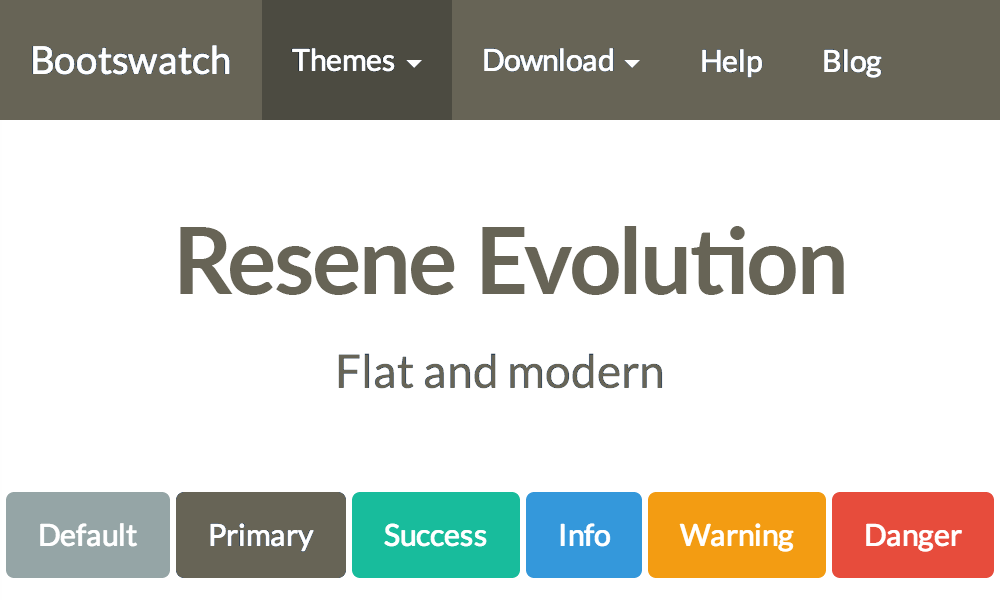 Bootswatch Themes Download Help Blog
Resene Evolution
Flat and modern
Default Primary Success Info Warning Danger